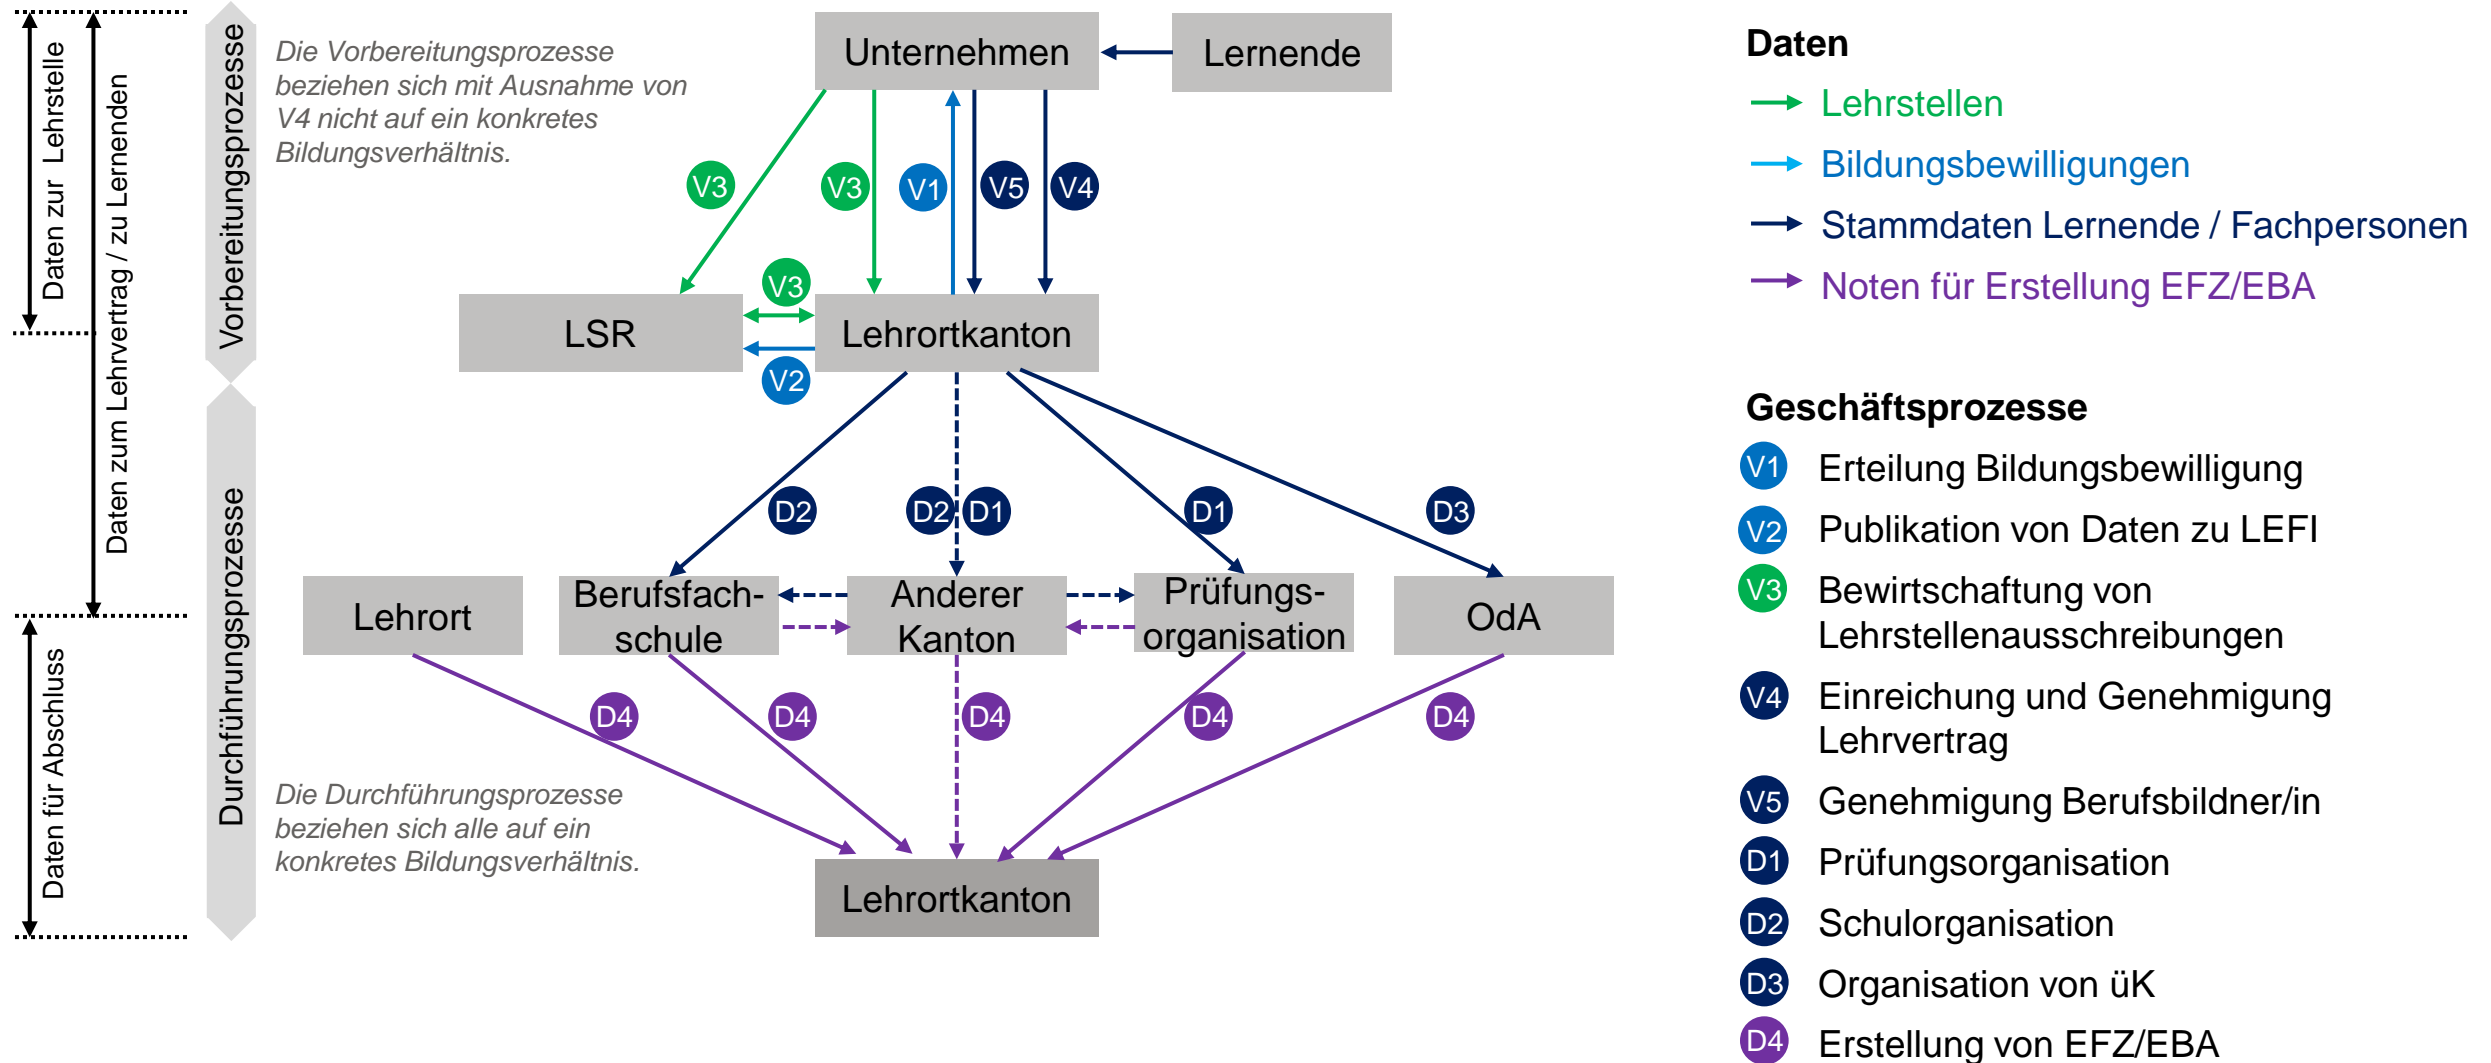 Daten zur Lehrstelle
Daten zum Lehrvertrag / zu Lernenden
Daten für Abschluss
Vorbereitungsprozesse
Durchführungsprozesse
Die Vorbereitungsprozesse
beziehen sich mit Ausnahme von
V4 nicht auf ein konkretes
Bildungsverhältnis.
Unternehmen
Lernende
V3
V3
V1
V5
V4
V3
LSR
Lehrortkanton
V2
D2
D2
D1
D1
D3
Lehrort
Berufsfach-
schule
Anderer
Kanton
Prüfungs-
organisation
OdA
D4
D4
D4
D4
D4
Die Durchführungsprozesse
beziehen sich alle auf ein
konkretes Bildungsverhältnis.
Lehrortkanton
Daten
Lehrstellen
Bildungsbewilligungen
Stammdaten Lernende / Fachpersonen
Noten für Erstellung EFZ/EBA
Geschäftsprozesse
V1 Erteilung Bildungsbewilligung
V2 Publikation von Daten zu LEFI
V3 Bewirtschaftung von
Lehrstellenausschreibungen
V4 Einreichung und Genehmigung
Lehrvertrag
V5 Genehmigung Berufsbildner/in
D1 Prüfungsorganisation
D2 Schulorganisation
D3 Organisation von üK
D4 Erstellung von EFZ/EBA